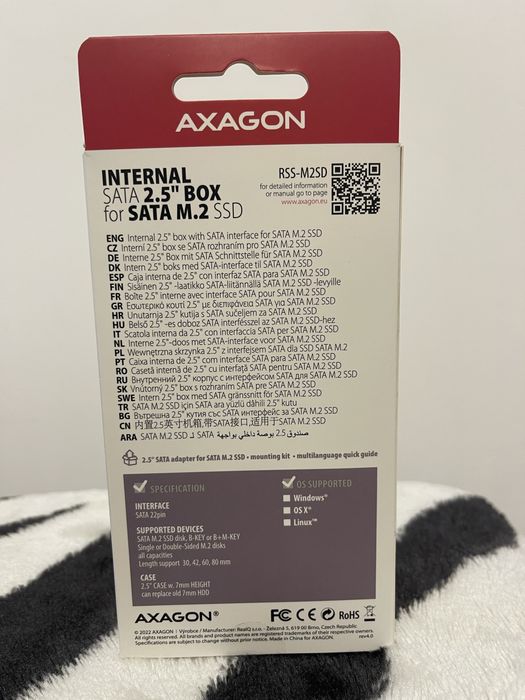 AXAGON
INTERNAL
SATA 2.5" BOX
for SATA M.2 SSD
RSS-M2SD
for detailed information
or manual go to page
www.axagon.eu
ENG Internal 2.5" box with SATA interface for SATA M.2 SSD
CZ Interní 2.5" box se SATA rozhraním pro SATA M.2 SSD
DE Interne 2.5" Box mit SATA Schnittstelle für SATA M.2 SSD
DK Intern 2.5" boks med SATA-interface til SATA M.2 SSD
ESP Caja interna de 2.5" con interfaz SATA para SATA M.2 SSD
FIN Sisäinen 2.5" -laatikko SATA-liitännällä SATA M.2 SSD -levyille
FR Boîte 2.5" interne avec interface SATA pour SATA M.2 SSD
GR Εσωτερικό κουτί 2.5" με διεπιφάνεια SATA για SATA M.2 SSD
HR Unutarnja 2.5" kutija s SATA sučeljem za SATA M.2 SSD
HU Belső 2.5" -es doboz SATA interfésszel az SATA M.2 SSD-hez
IT Scatola interna da 2.5" con interfaccia SATA per SATA M.2 SSD
NL Interne 2.5"-doos met SATA-interface voor SATA M.2 SSD
PL Wewnętrzna skrzynka 2.5" z interfejsem SATA dla SSD SATA M.2
PT Caixa interna de 2.5" com interface SATA para SATA M.2 SSD
RO Casetă internă de 2.5" cu interfață SATA pentru SATA M.2 SSD
RU Внутренний 2.5" корпус с интерфейсом SATA для SATA M.2 SSD
SK Vnútorný 2.5" box s rozhraním SATA pre SATA M.2 SSD
SWE Intern 2.5" box med SATA gränssnitt för SATA M.2 SSD
TR SATA M.2 SSD için SATA ara yüzlü dâhili 2.5" kutu
BG Вътрешна 2.5" кутия със SATA интерфейс за SATA M.2 SSD
CN 内置2.5英寸机箱,带SATA接口,适用于SATA M.2 SSD
ARA صندوق 2.5 بوصة داخلي بواجهة SATA لـ SATA M.2 SSD
2.5" SATA adapter for SATA M.2 SSD • mounting kit • multilanguage quick guide
SPECIFICATION
INTERFACE
SATA 22pin
SUPPORTED DEVICES
SATA M.2 SSD disk, B-KEY or B+M-KEY
Single or Double-Sided M.2 disks
all capacities
Length support 30, 42, 60, 80 mm
CASE
2.5" CASE w. 7mm HEIGHT
can replace old 7mm HDD
OS SUPPORTED
Windows®
OS X®
Linux™
AXAGON®
FC CE RoHS
© 2022 AXAGON | Výrobce / Manufacturer: RealQ s.r.o. - Železná 5, 619 00 Brno, Czech Republic
All rights reserved. All brands and product names are registered trademarks of their respective owners.
Specifications are subject to change without prior notice. Made in China for AXAGON.
rev4.0